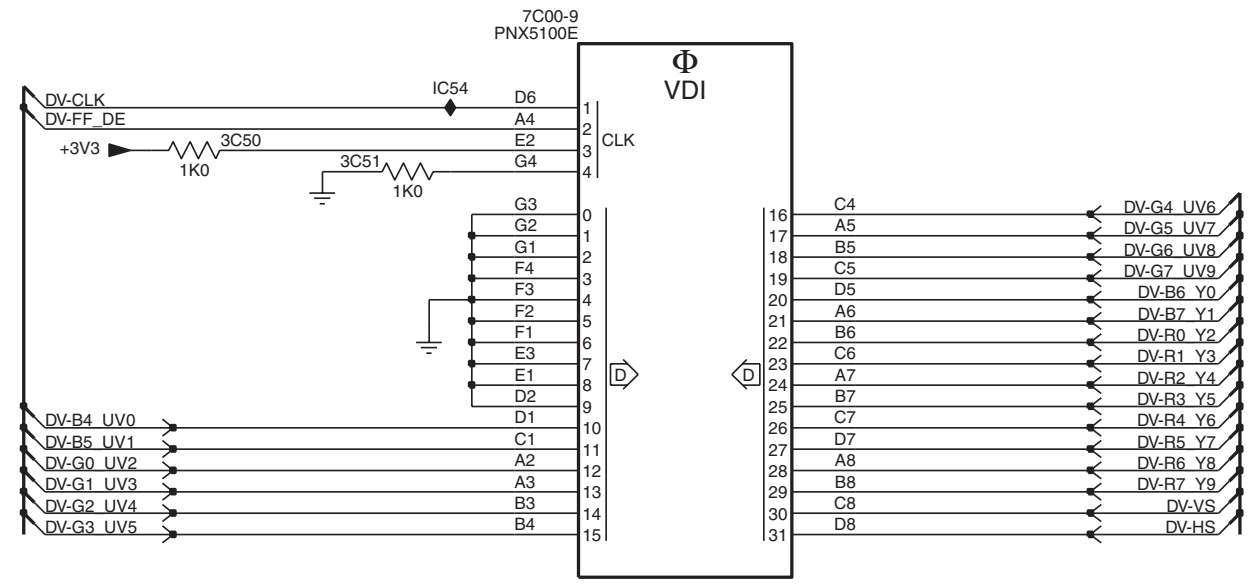 7C00-9
PNX5100E
Φ
VDI
IC54
DV-CLK D6 1
DV-FF_DE A4 2
CLK
+3V3 3C50 1K0 E2 3
3C51 1K0 G4 4
G3 0
G2 1
G1 2
F4 3
F3 4
F2 5
F1 6
E3 7
E1 8
D2 9
D
DV-B4_UV0 D1 10
DV-B5_UV1 C1 11
DV-G0_UV2 A2 12
DV-G1_UV3 A3 13
DV-G2_UV4 B3 14
DV-G3_UV5 B4 15
16 C4 DV-G4_UV6
17 A5 DV-G5_UV7
18 B5 DV-G6_UV8
19 C5 DV-G7_UV9
20 D5 DV-B6_Y0
21 A6 DV-B7_Y1
22 B6 DV-R0_Y2
23 C6 DV-R1_Y3
D
24 A7 DV-R2_Y4
25 B7 DV-R3_Y5
26 C7 DV-R4_Y6
27 D7 DV-R5_Y7
28 A8 DV-R6_Y8
29 B8 DV-R7_Y9
30 C8 DV-VS
31 D8 DV-HS